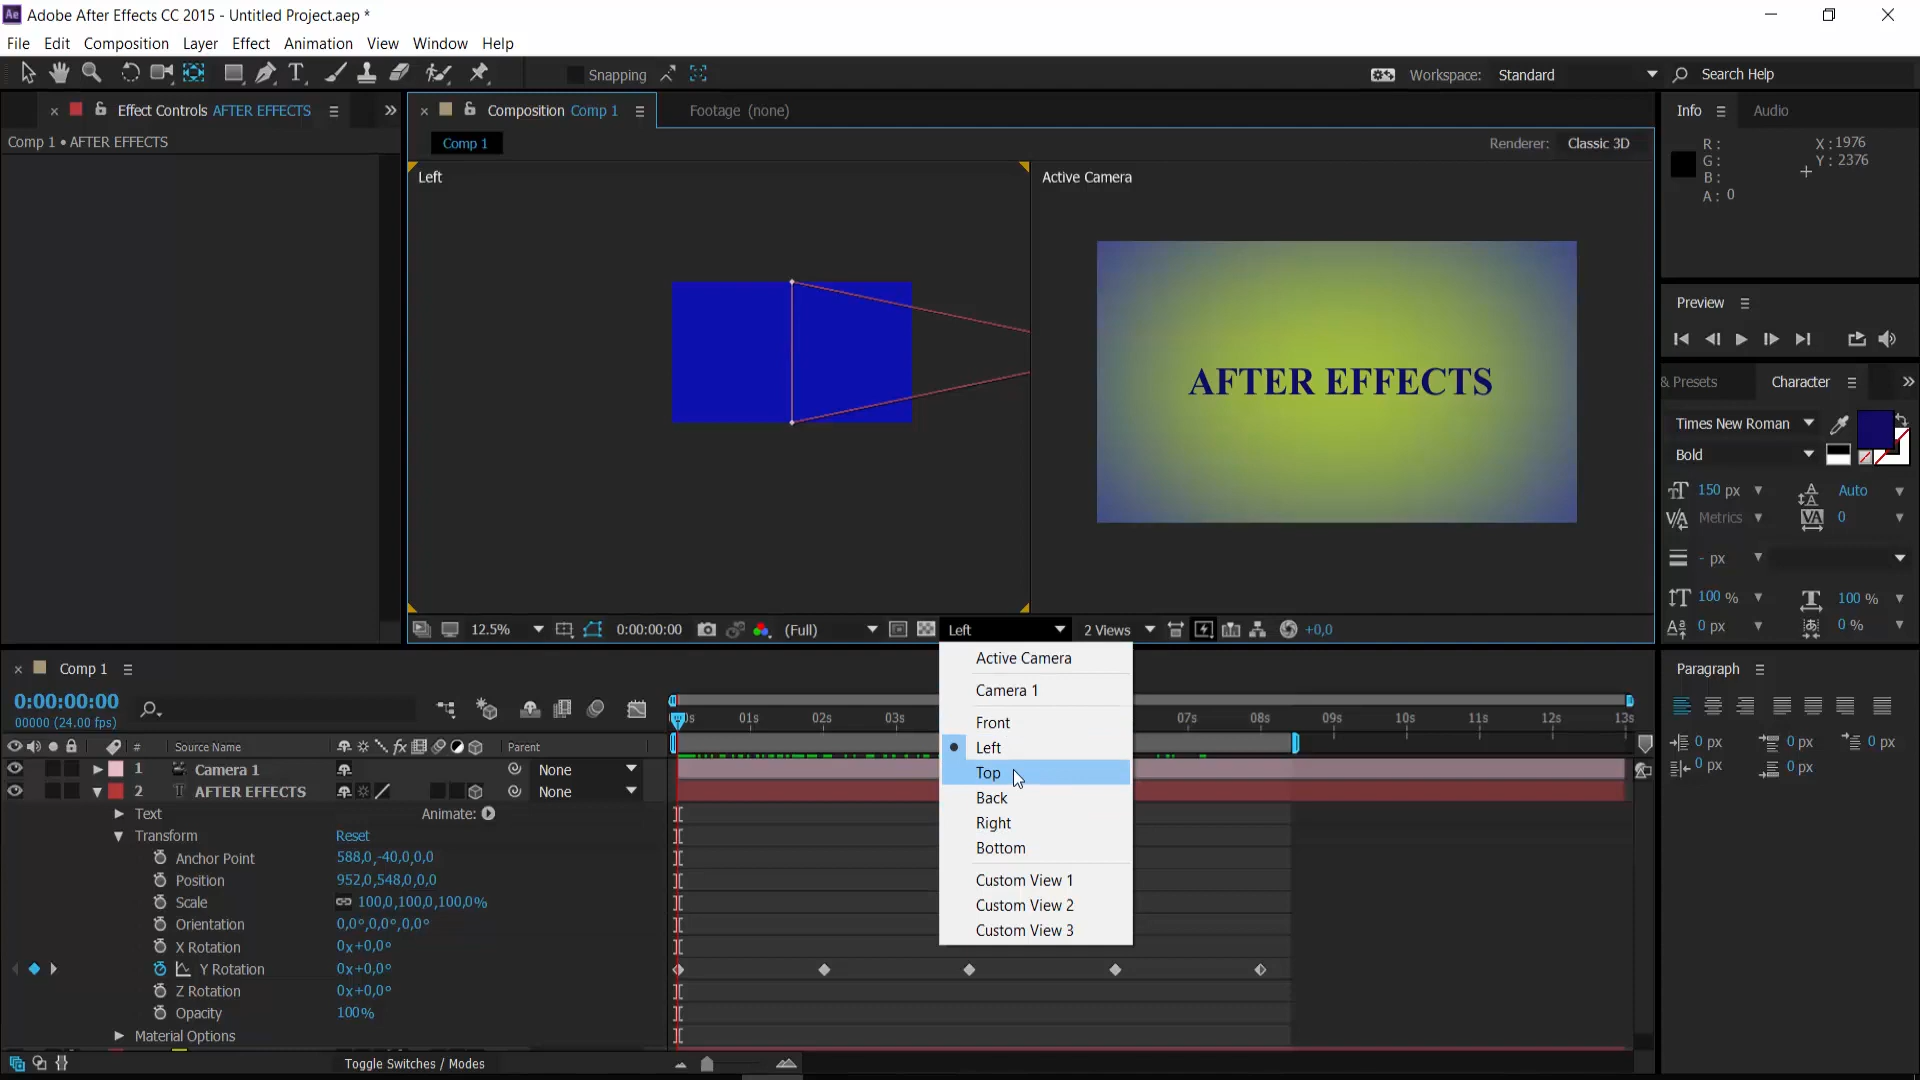 Adobe After Effects CC 2015 - Untitled Project.aep *
File Edit Composition Layer Effect Animation View Window Help
Snapping
Workspace: Standard
Search Help
Effect Controls AFTER EFFECTS
Comp 1 • AFTER EFFECTS
Composition Comp 1
Footage (none)
Comp 1
Renderer: Classic 3D
Left
Active Camera
AFTER EFFECTS
12.5%
0:00:00:00
(Full)
Left
2 Views
+0,0
Active Camera
Camera 1
Front
Left
Top
Back
Right
Bottom
Custom View 1
Custom View 2
Custom View 3
Info
Audio
R :
G :
B :
A : 0
X : 1976
Y : 2376
Preview
& Presets
Character
Times New Roman
Bold
150 px
Auto
Metrics
0
- px
100 %
100 %
0 px
0 %
Paragraph
0 px
0 px
0 px
0 px
0 px
Comp 1
0:00:00:00
00000 (24.00 fps)
01s 02s 03s 07s 08s 09s 10s 11s 12s 13s
# Source Name Parent
1 Camera 1 None
2 AFTER EFFECTS None
Text Animate:
Transform Reset
Anchor Point 588,0,-40,0,0,0
Position 952,0,548,0,0,0
Scale 100,0,100,0,100,0%
Orientation 0,0°,0,0°,0,0°
X Rotation 0x+0,0°
Y Rotation 0x+0,0°
Z Rotation 0x+0,0°
Opacity 100%
Material Options
Toggle Switches / Modes